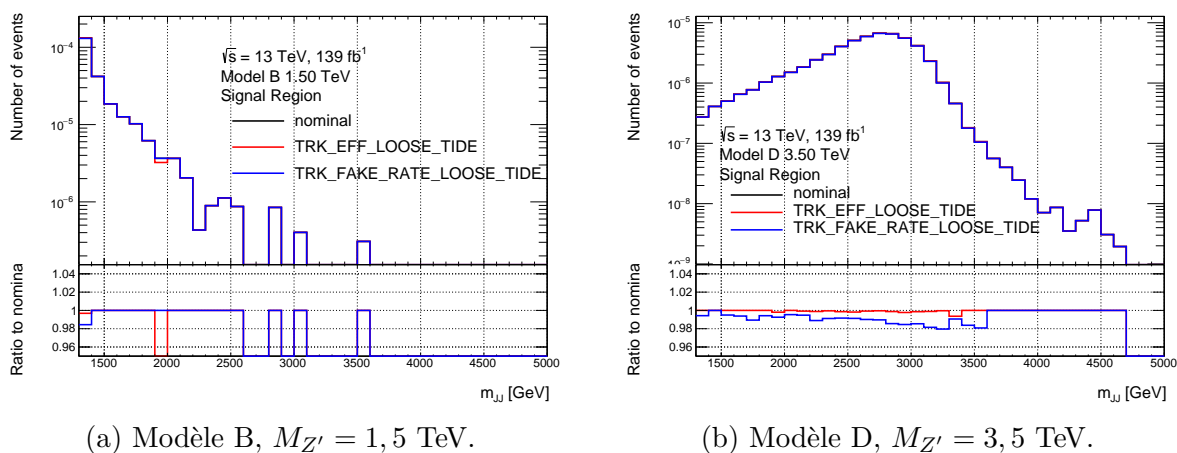 Number of events
10⁻⁴
10⁻⁵
10⁻⁶
√s = 13 TeV, 139 fb⁻¹
Model B 1.50 TeV
Signal Region
nominal
TRK_EFF_LOOSE_TIDE
TRK_FAKE_RATE_LOOSE_TIDE
Ratio to nomina
1.04
1.02
1
0.98
0.96
1500 2000 2500 3000 3500 4000 4500 5000
m_JJ [GeV]
(a) Modèle B, M_Z′ = 1,5 TeV.
Number of events
10⁻⁵
10⁻⁶
10⁻⁷
10⁻⁸
10⁻⁹
√s = 13 TeV, 139 fb⁻¹
Model D 3.50 TeV
Signal Region
nominal
TRK_EFF_LOOSE_TIDE
TRK_FAKE_RATE_LOOSE_TIDE
Ratio to nomina
1.04
1.02
1
0.98
0.96
1500 2000 2500 3000 3500 4000 4500 5000
m_JJ [GeV]
(b) Modèle D, M_Z′ = 3,5 TeV.